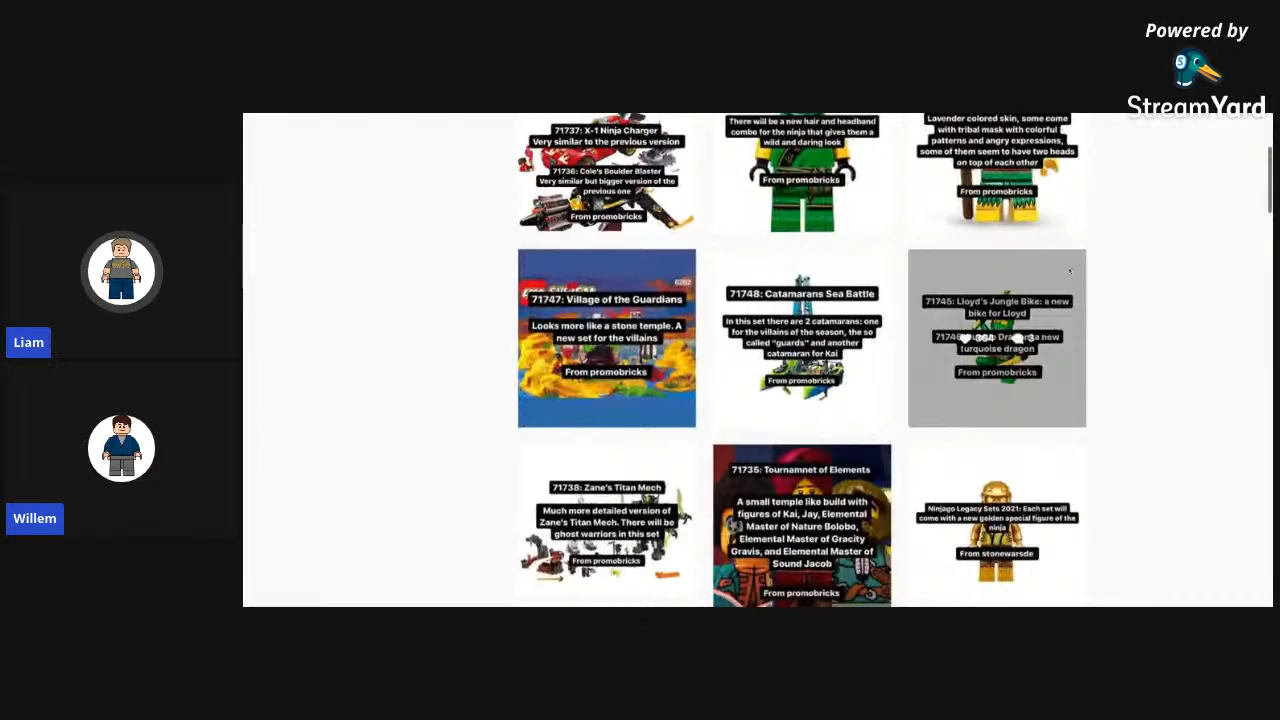 Powered by
StreamYard
71737: X-1 Ninja Charger
Very similar to the previous version
71736: Cole's Boulder Blaster
Very similar but bigger version of the
previous one
From promobricks
There will be a new hair and headband
combo for the ninja that gives them a
wild and daring look
From promobricks
Lavender colored skin, some come
with tribal mask with colorful
patterns and angry expressions,
some of them seem to have two heads
on top of each other
From promobricks
Liam
71747: Village of the Guardians
Looks more like a stone temple. A
new set for the villains
From promobricks
71748: Catamarans Sea Battle
In this set there are 2 catamarans: one
for the villains of the season, the so
called "guards" and another
catamaran for Kai
From promobricks
71745: Lloyd's Jungle Bike: a new
bike for Lloyd
new
turquoise dragon
From promobricks
Willem
71738: Zane's Titan Mech
Much more detailed version of
Zane's Titan Mech. There will be
ghost warriors in this set
From promobricks
71735: Tournamnet of Elements
A small temple like build with
figures of Kai, Jay, Elemental
Master of Nature Bolobo,
Elemental Master of Gracity
Gravis, and Elemental Master of
Sound Jacob
From promobricks
Ninjago Legacy Sets 2021: Each set will
come with a new golden special figure of the
ninja
From stonewarsde